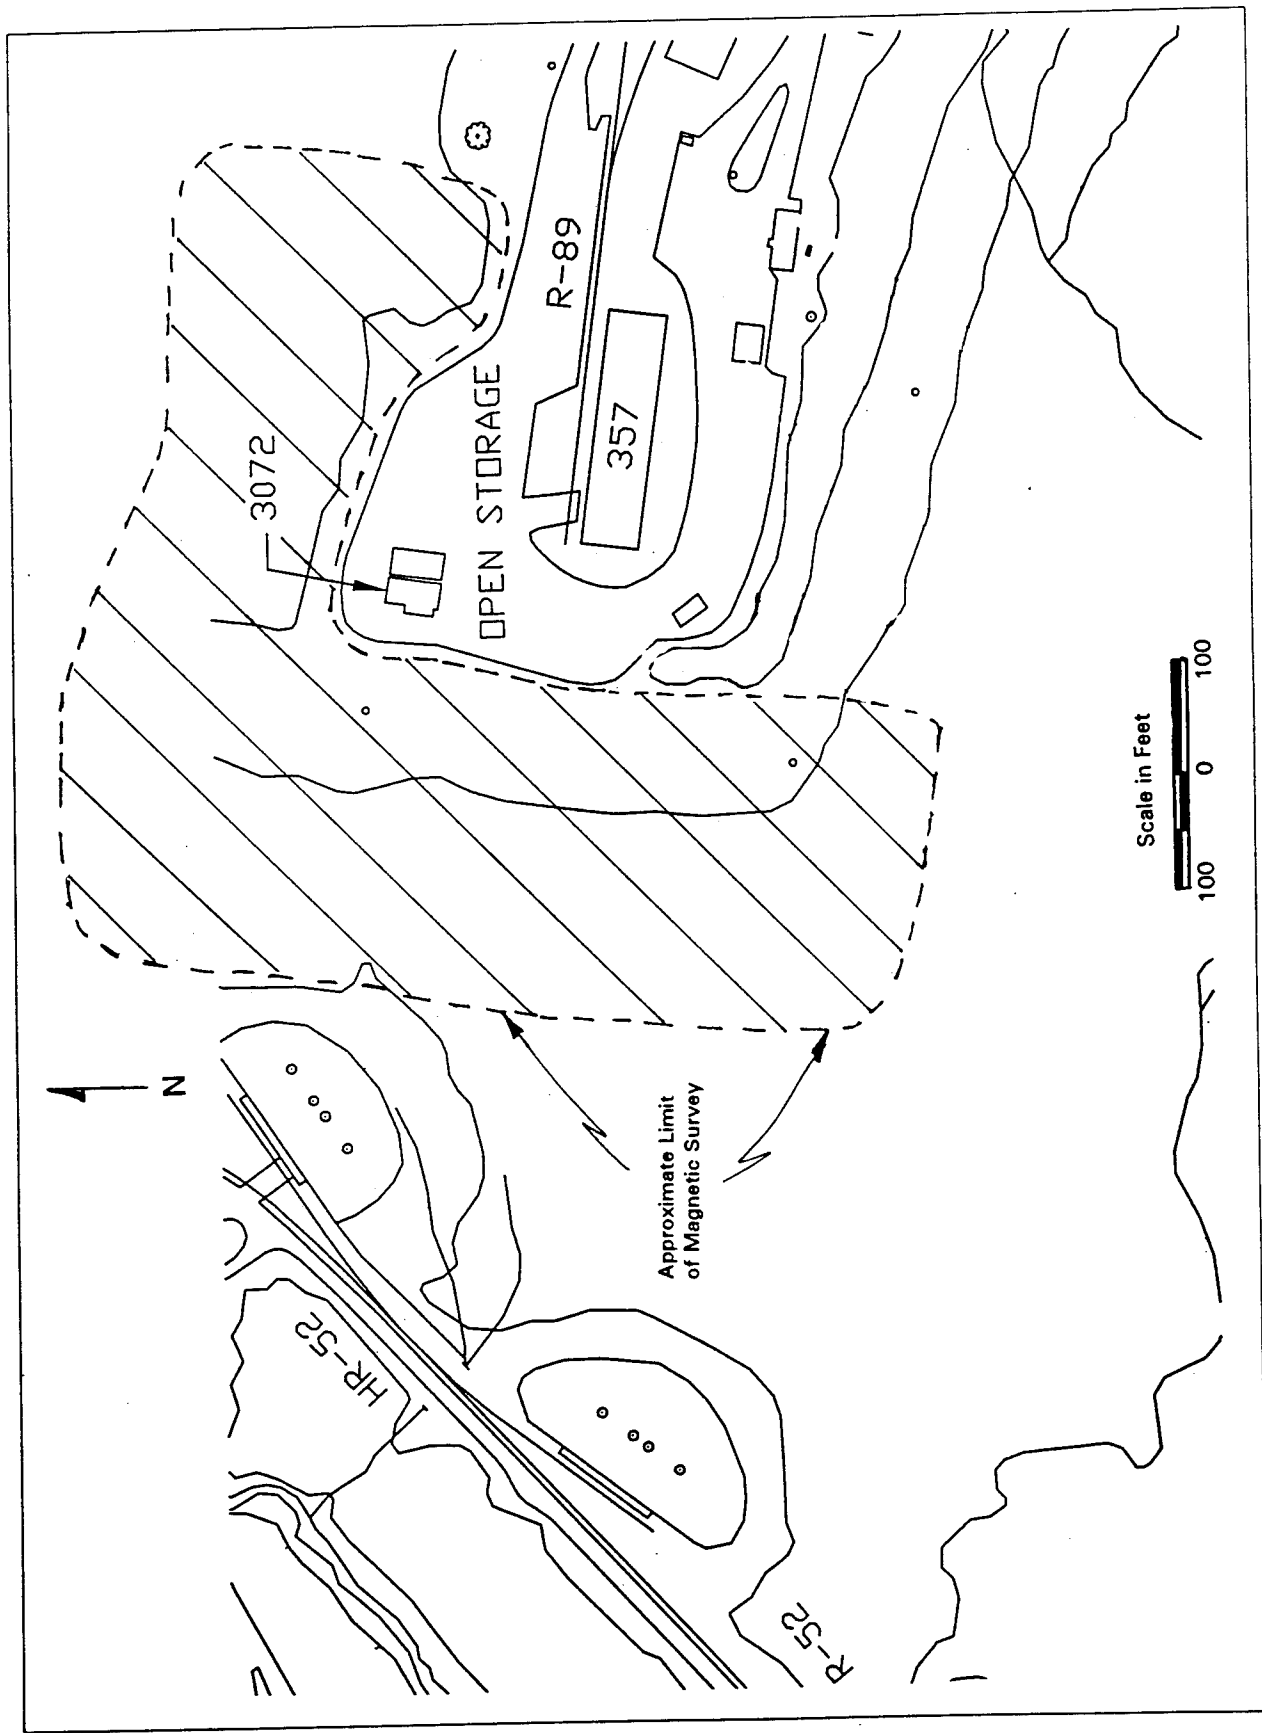 N
HR-52
R-52
Approximate Limit
of Magnetic Survey
3072
OPEN STORAGE
R-89
357
Scale in Feet
100 0 100